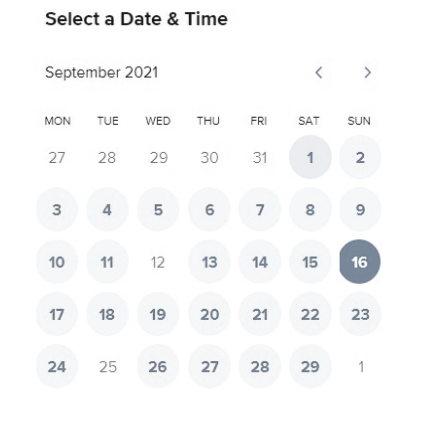 Select a Date & Time
September 2021
MON TUE WED THU FRI SAT SUN
27 28 29 30 31 1 2
3 4 5 6 7 8 9
10 11 12 13 14 15 16
17 18 19 20 21 22 23
24 25 26 27 28 29 1